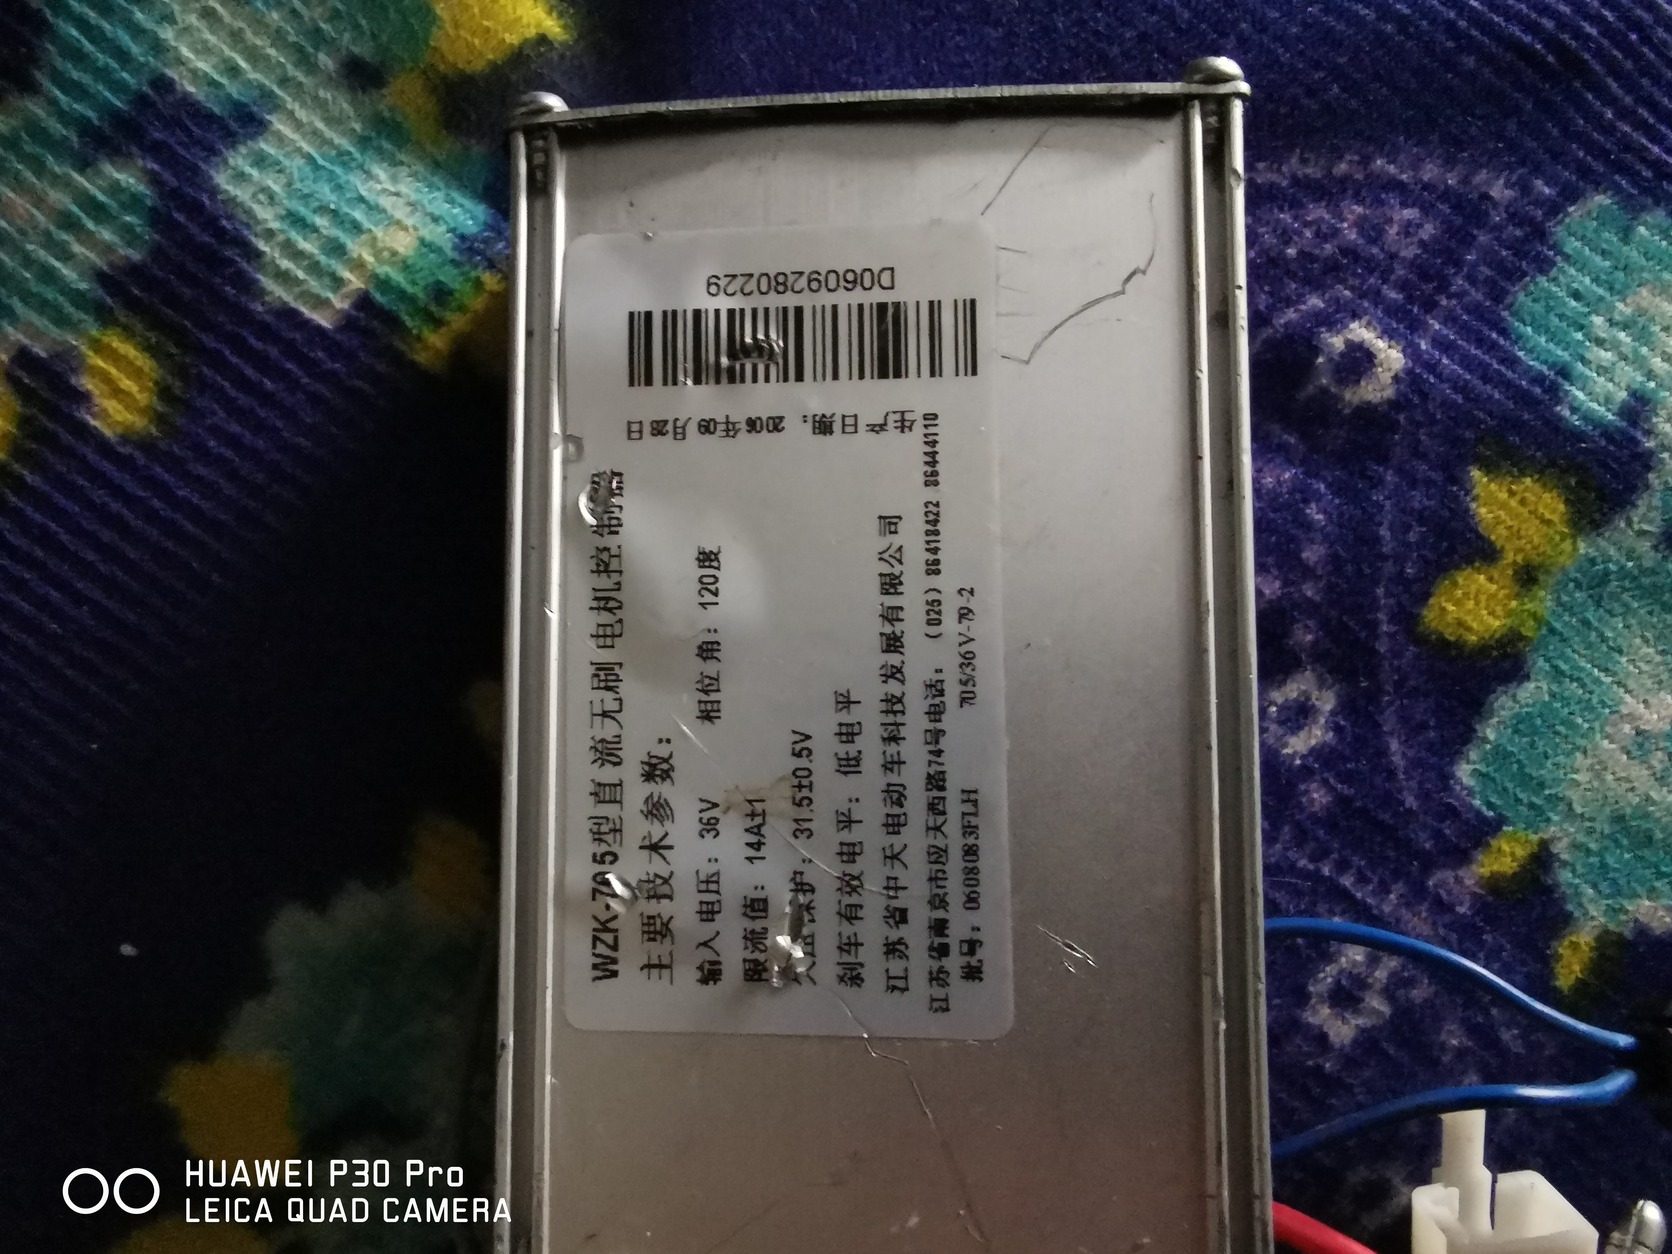 D0609280229
生产日期: 2006年09月28日
WZK-705型直流无刷电机控制器
主要技术参数:
输入电压: 36V 相位角: 120度
限流值: 14A±1
欠压保护: 31.5±0.5V
刹车有效电平: 低电平
江苏省中天电动车科技发展有限公司
江苏省南京市应天西路74号电话: (025) 86418422 86444110
批号: 0608083FLH 705/36V-79-2
HUAWEI P30 Pro
LEICA QUAD CAMERA